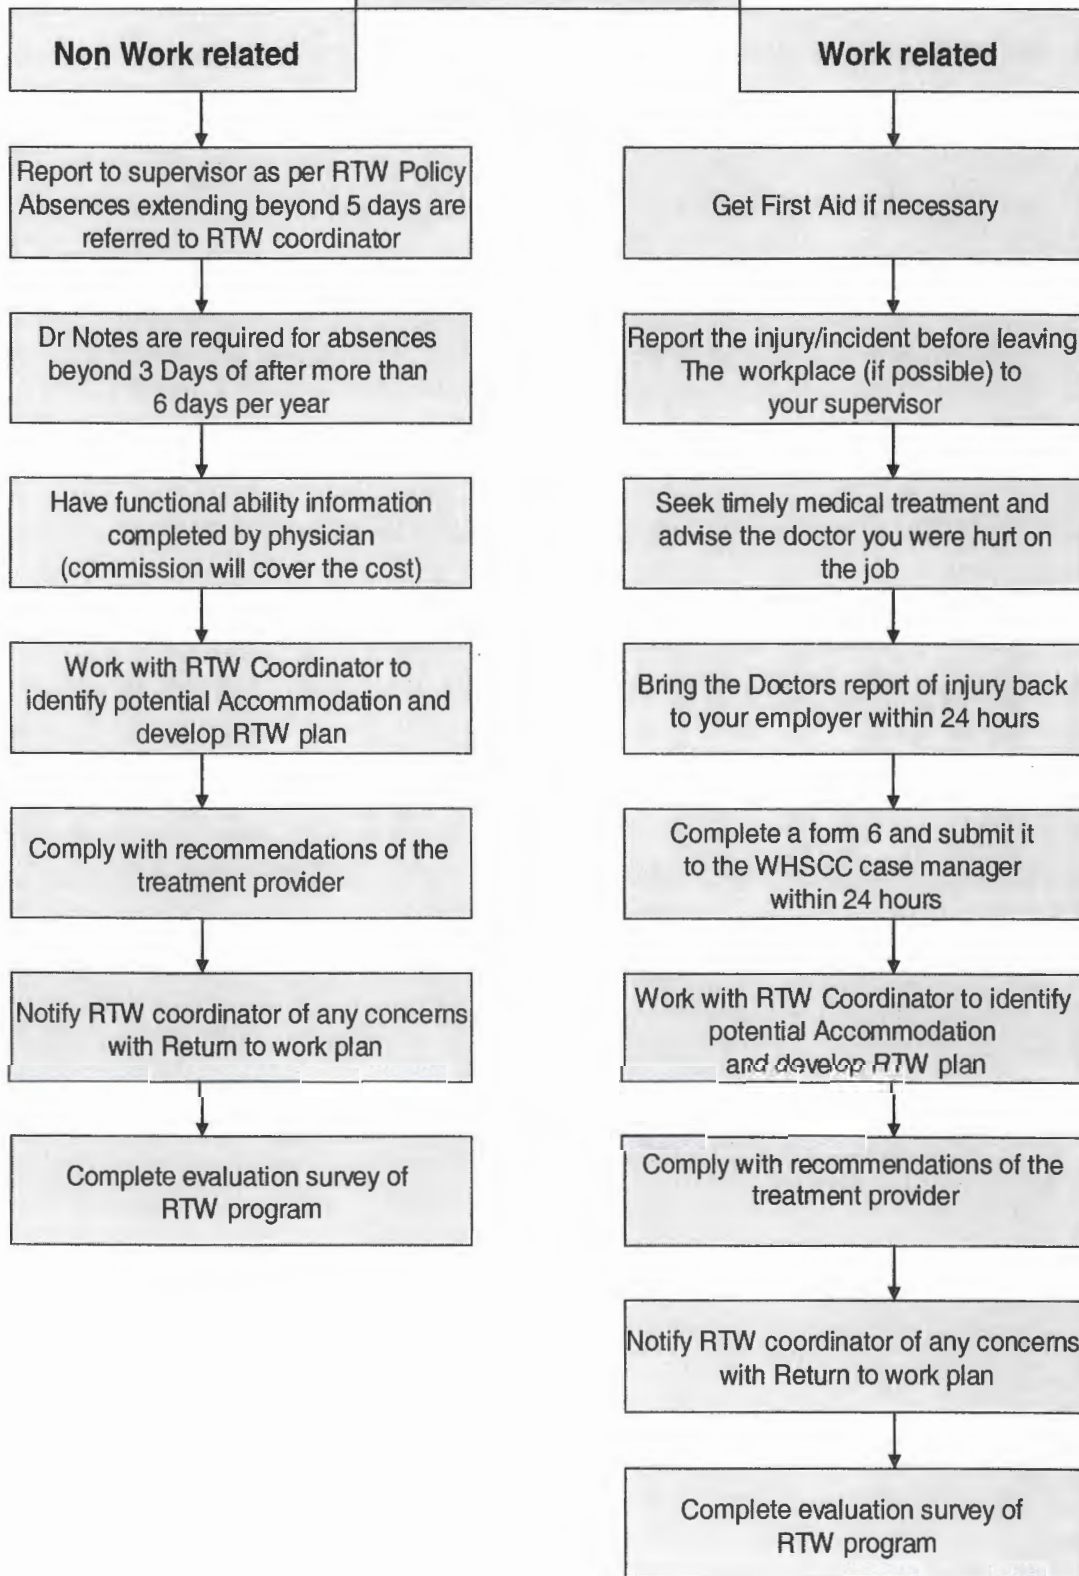 Non Work related
Report to supervisor as per RTW Policy
Absences extending beyond 5 days are
referred to RTW coordinator
Dr Notes are required for absences
beyond 3 Days of after more than
6 days per year
Have functional ability information
completed by physician
(commission will cover the cost)
Work with RTW Coordinator to
identify potential Accommodation and
develop RTW plan
Comply with recommendations of the
treatment provider
Notify RTW coordinator of any concerns
with Return to work plan
Complete evaluation survey of
RTW program
Work related
Get First Aid if necessary
Report the injury/incident before leaving
The workplace (if possible) to
your supervisor
Seek timely medical treatment and
advise the doctor you were hurt on
the job
Bring the Doctors report of injury back
to your employer within 24 hours
Complete a form 6 and submit it
to the WHSCC case manager
within 24 hours
Work with RTW Coordinator to identify
potential Accommodation
and develop RTW plan
Comply with recommendations of the
treatment provider
Notify RTW coordinator of any concerns
with Return to work plan
Complete evaluation survey of
RTW program